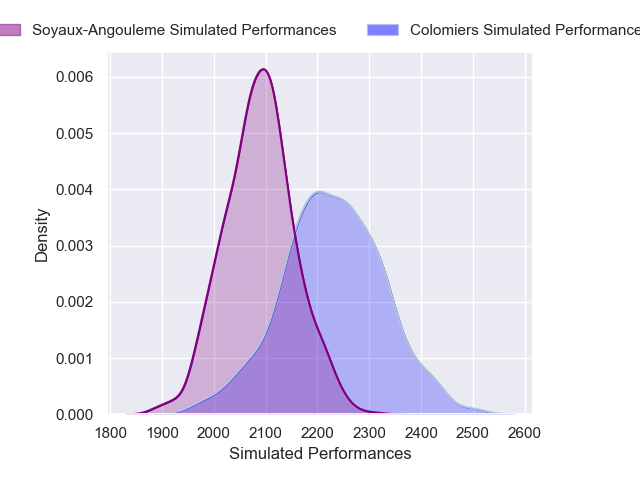 Soyaux-Angouleme Simulated Performances Colomiers Simulated Performance
0.006
0.005
0.004
0.003
0.002
0.001
0.000
Density
1800 1900 2000 2100 2200 2300 2400 2500 2600
Simulated Performances